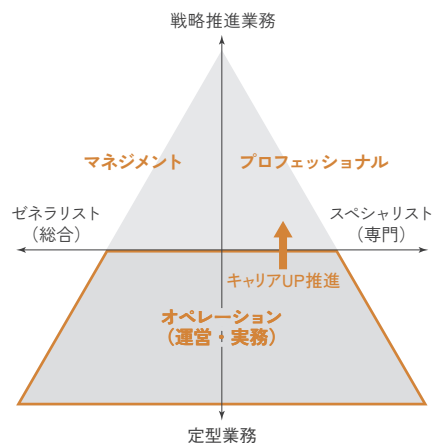 戦略推進業務
マネジメント
プロフェッショナル
ゼネラリスト
（総合）
スペシャリスト
（専門）
キャリアUP推進
オペレーション
（運営・実務）
定型業務